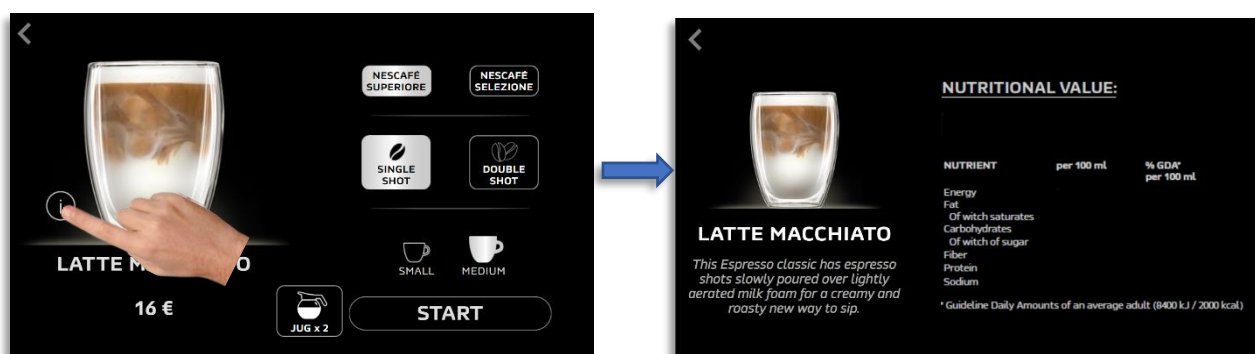 NESCAFÉ
SUPERIORE
NESCAFÉ
SELEZIONE
SINGLE
SHOT
DOUBLE
SHOT
SMALL
MEDIUM
i
LATTE M O
16 €
JUG x 2
START
NUTRITIONAL VALUE:
NUTRIENT per 100 ml % GDA*
per 100 ml
Energy
Fat
Of witch saturates
Carbohydrates
Of witch of sugar
Fiber
Protein
Sodium
* Guideline Daily Amounts of an average adult (8400 kJ / 2000 kcal)
LATTE MACCHIATO
This Espresso classic has espresso
shots slowly poured over lightly
aerated milk foam for a creamy and
roasty new way to sip.